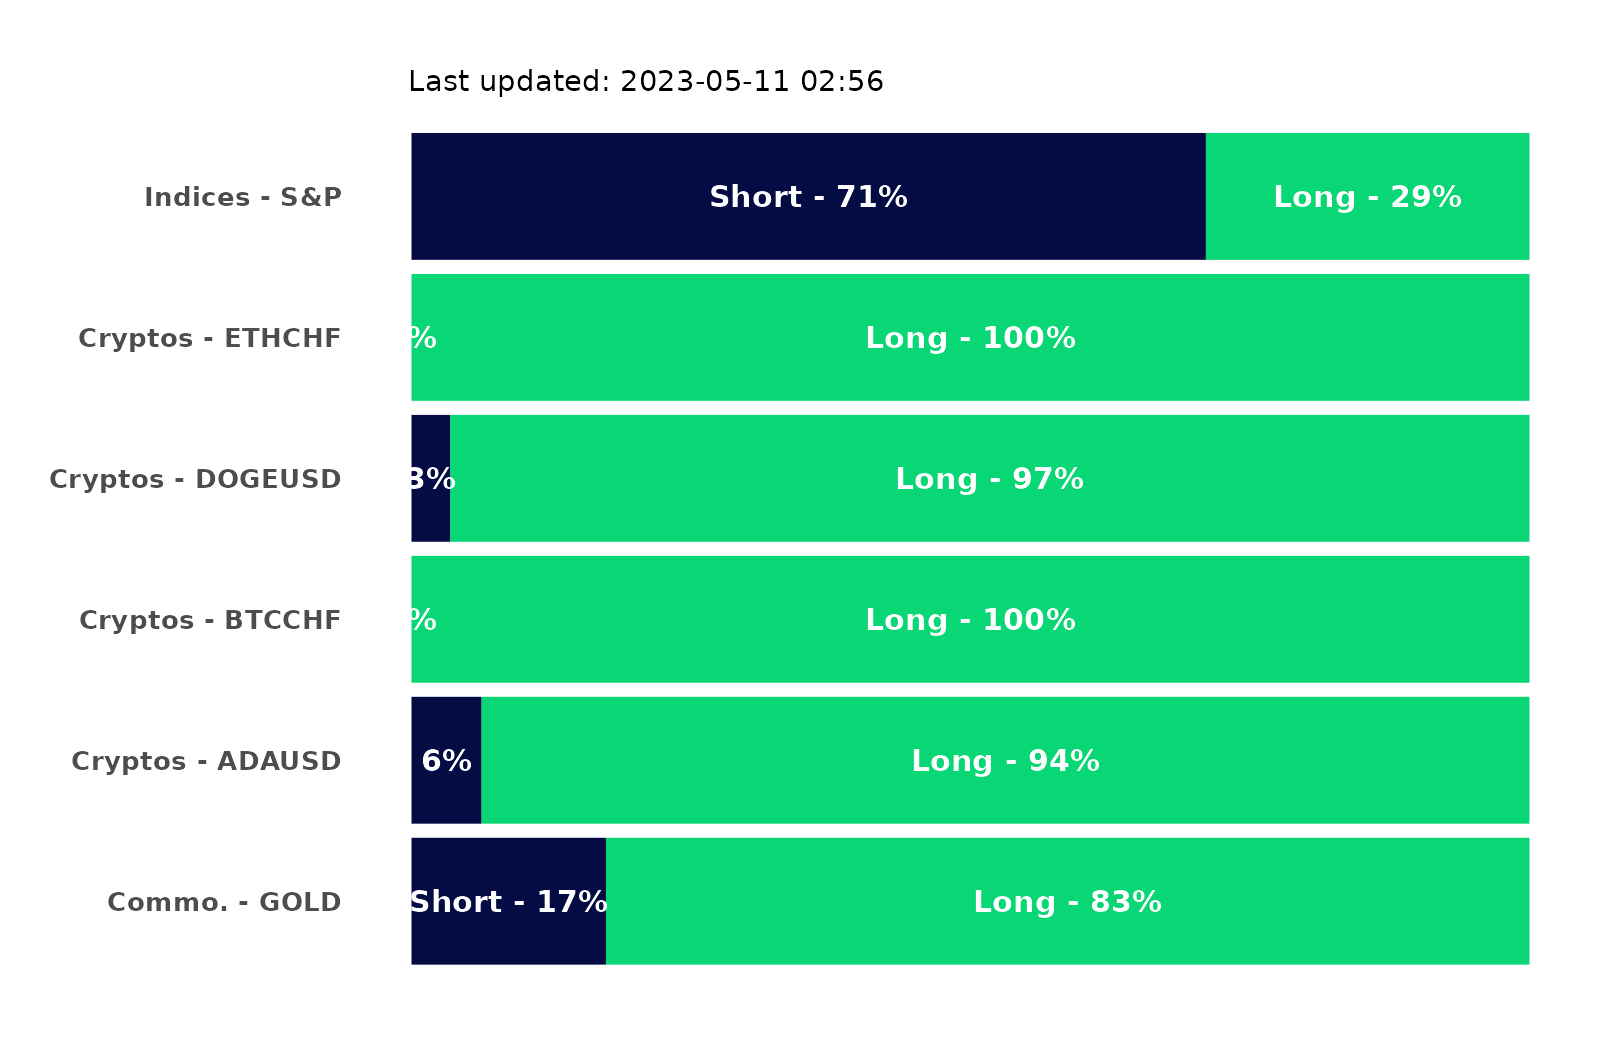 Last updated: 2023-05-11 02:56
Indices - S&P Short - 71% Long - 29%
Cryptos - ETHCHF % Long - 100%
Cryptos - DOGEUSD 3% Long - 97%
Cryptos - BTCCHF % Long - 100%
Cryptos - ADAUSD 6% Long - 94%
Commo. - GOLD Short - 17% Long - 83%